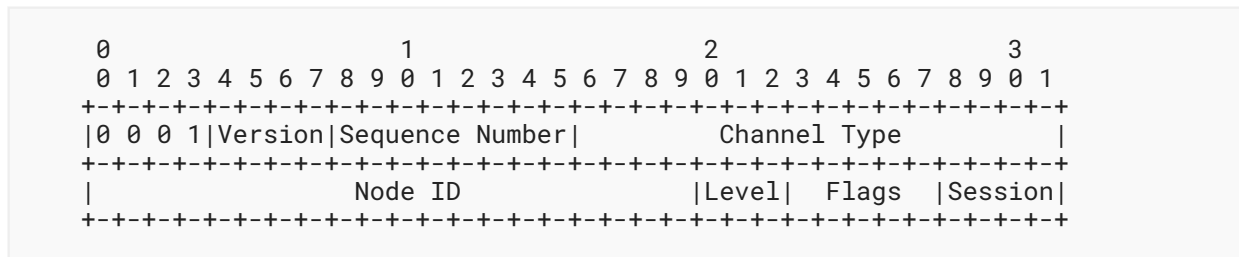 0                   1                   2                   3
 0 1 2 3 4 5 6 7 8 9 0 1 2 3 4 5 6 7 8 9 0 1 2 3 4 5 6 7 8 9 0 1
+-+-+-+-+-+-+-+-+-+-+-+-+-+-+-+-+-+-+-+-+-+-+-+-+-+-+-+-+-+-+-+-+
|0 0 0 1|Version|Sequence Number|         Channel Type          |
+-+-+-+-+-+-+-+-+-+-+-+-+-+-+-+-+-+-+-+-+-+-+-+-+-+-+-+-+-+-+-+-+
|                 Node ID               |Level|  Flags  |Session|
+-+-+-+-+-+-+-+-+-+-+-+-+-+-+-+-+-+-+-+-+-+-+-+-+-+-+-+-+-+-+-+-+